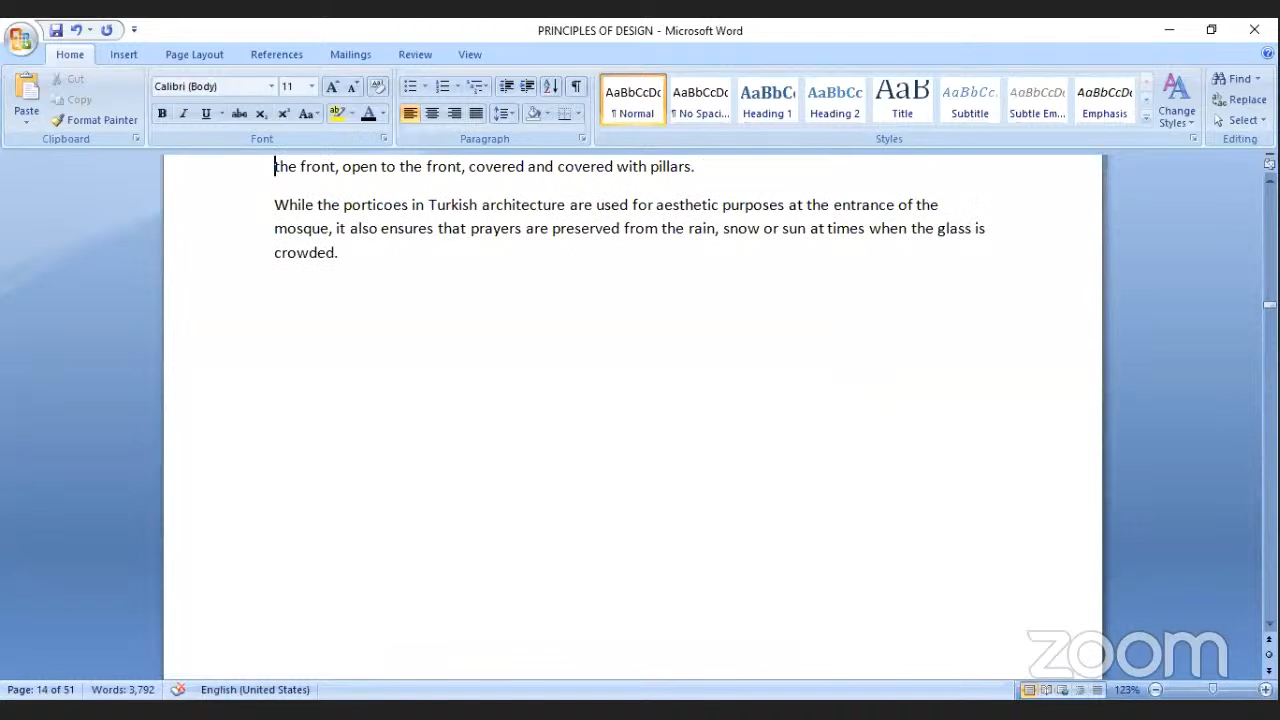 PRINCIPLES OF DESIGN - Microsoft Word
Home Insert Page Layout References Mailings Review View
Paste
Cut
Copy
Format Painter
Clipboard
Calibri (Body) 11
B I U abc x₂ x² Aa ab A
Font
Paragraph
AaBbCcDc AaBbCcDc AaBbC AaBbCc AaB AaBbCc. AaBbCcDc AaBbCcDc
¶ Normal ¶ No Spaci... Heading 1 Heading 2 Title Subtitle Subtle Em... Emphasis
Change
Styles
Styles
Find
Replace
Select
Editing
the front, open to the front, covered and covered with pillars.
While the porticoes in Turkish architecture are used for aesthetic purposes at the entrance of the
mosque, it also ensures that prayers are preserved from the rain, snow or sun at times when the glass is
crowded.
zoom
Page: 14 of 51 Words: 3,792 English (United States) 123%